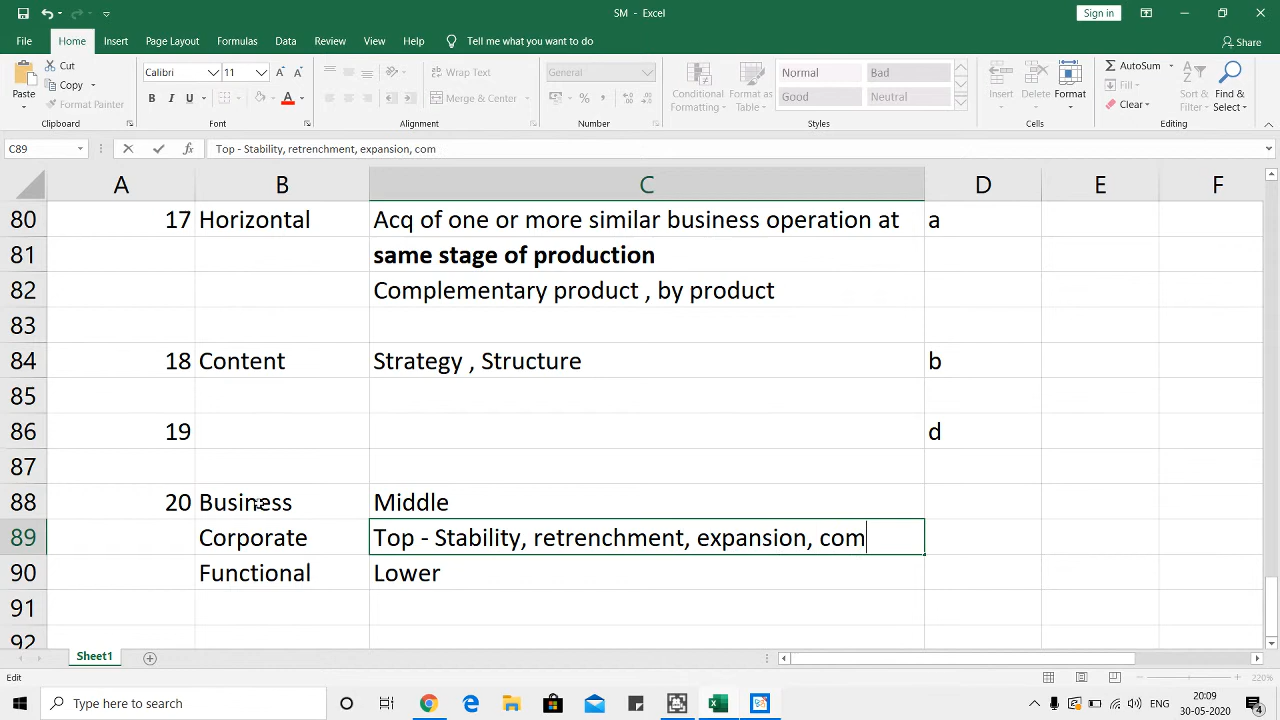 SM - Excel
Sign in
File Home Insert Page Layout Formulas Data Review View Help Tell me what you want to do Share
Paste Cut Copy Format Painter Clipboard
Calibri 11 B I U A Font
Wrap Text Merge & Center Alignment
General % Number
Conditional Formatting Format as Table Normal Bad Good Neutral Styles
Insert Delete Format Cells
AutoSum Fill Clear Sort & Filter Find & Select Editing
C89 fx Top - Stability, retrenchment, expansion, com
A B C D E F
80 17 Horizontal Acq of one or more similar business operation at a
81 same stage of production
82 Complementary product , by product
83
84 18 Content Strategy , Structure b
85
86 19 d
87
88 20 Business Middle
89 Corporate Top - Stability, retrenchment, expansion, com
90 Functional Lower
91
92
Sheet1
Edit 220%
Type here to search
ENG 20:09 30-05-2020 4